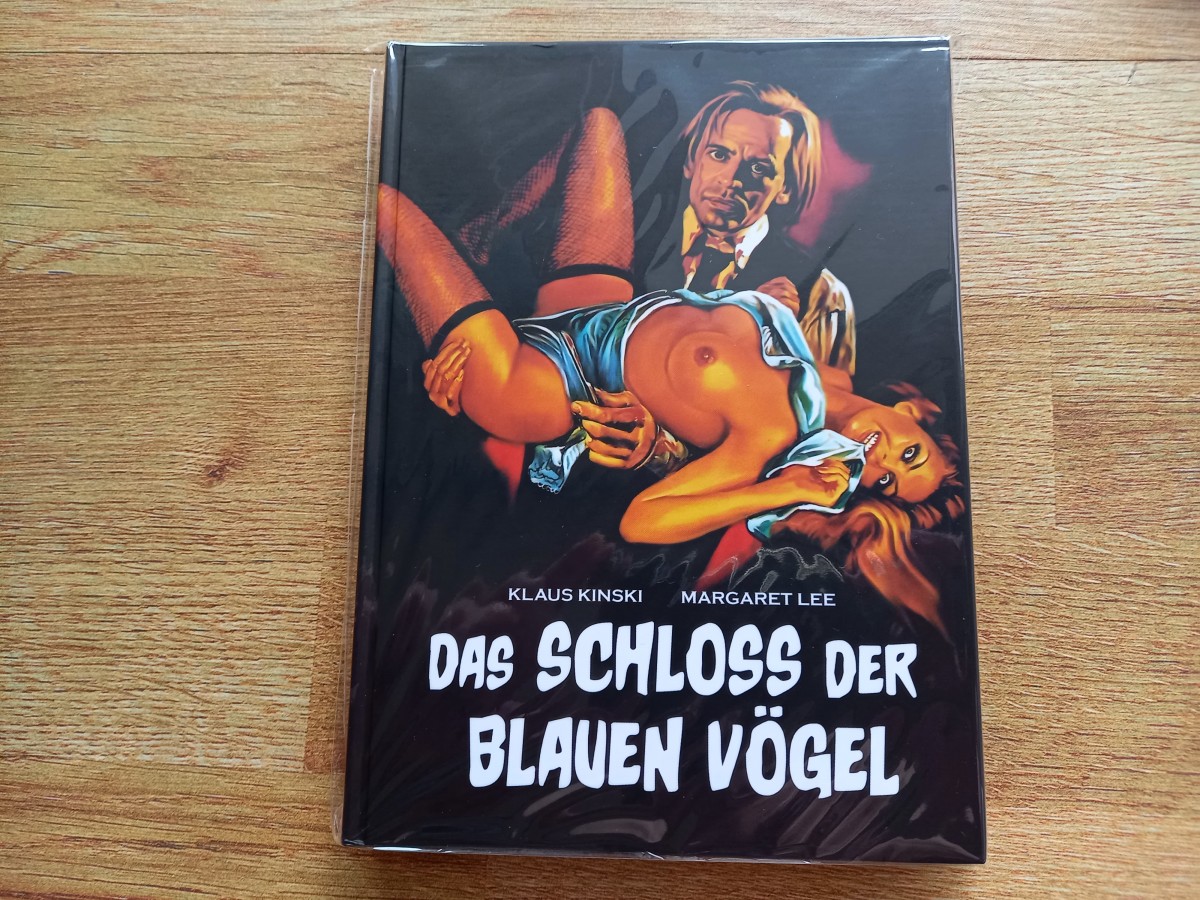 KLAUS KINSKI MARGARET LEE
DAS SCHLOSS DER
BLAUEN VÖGEL